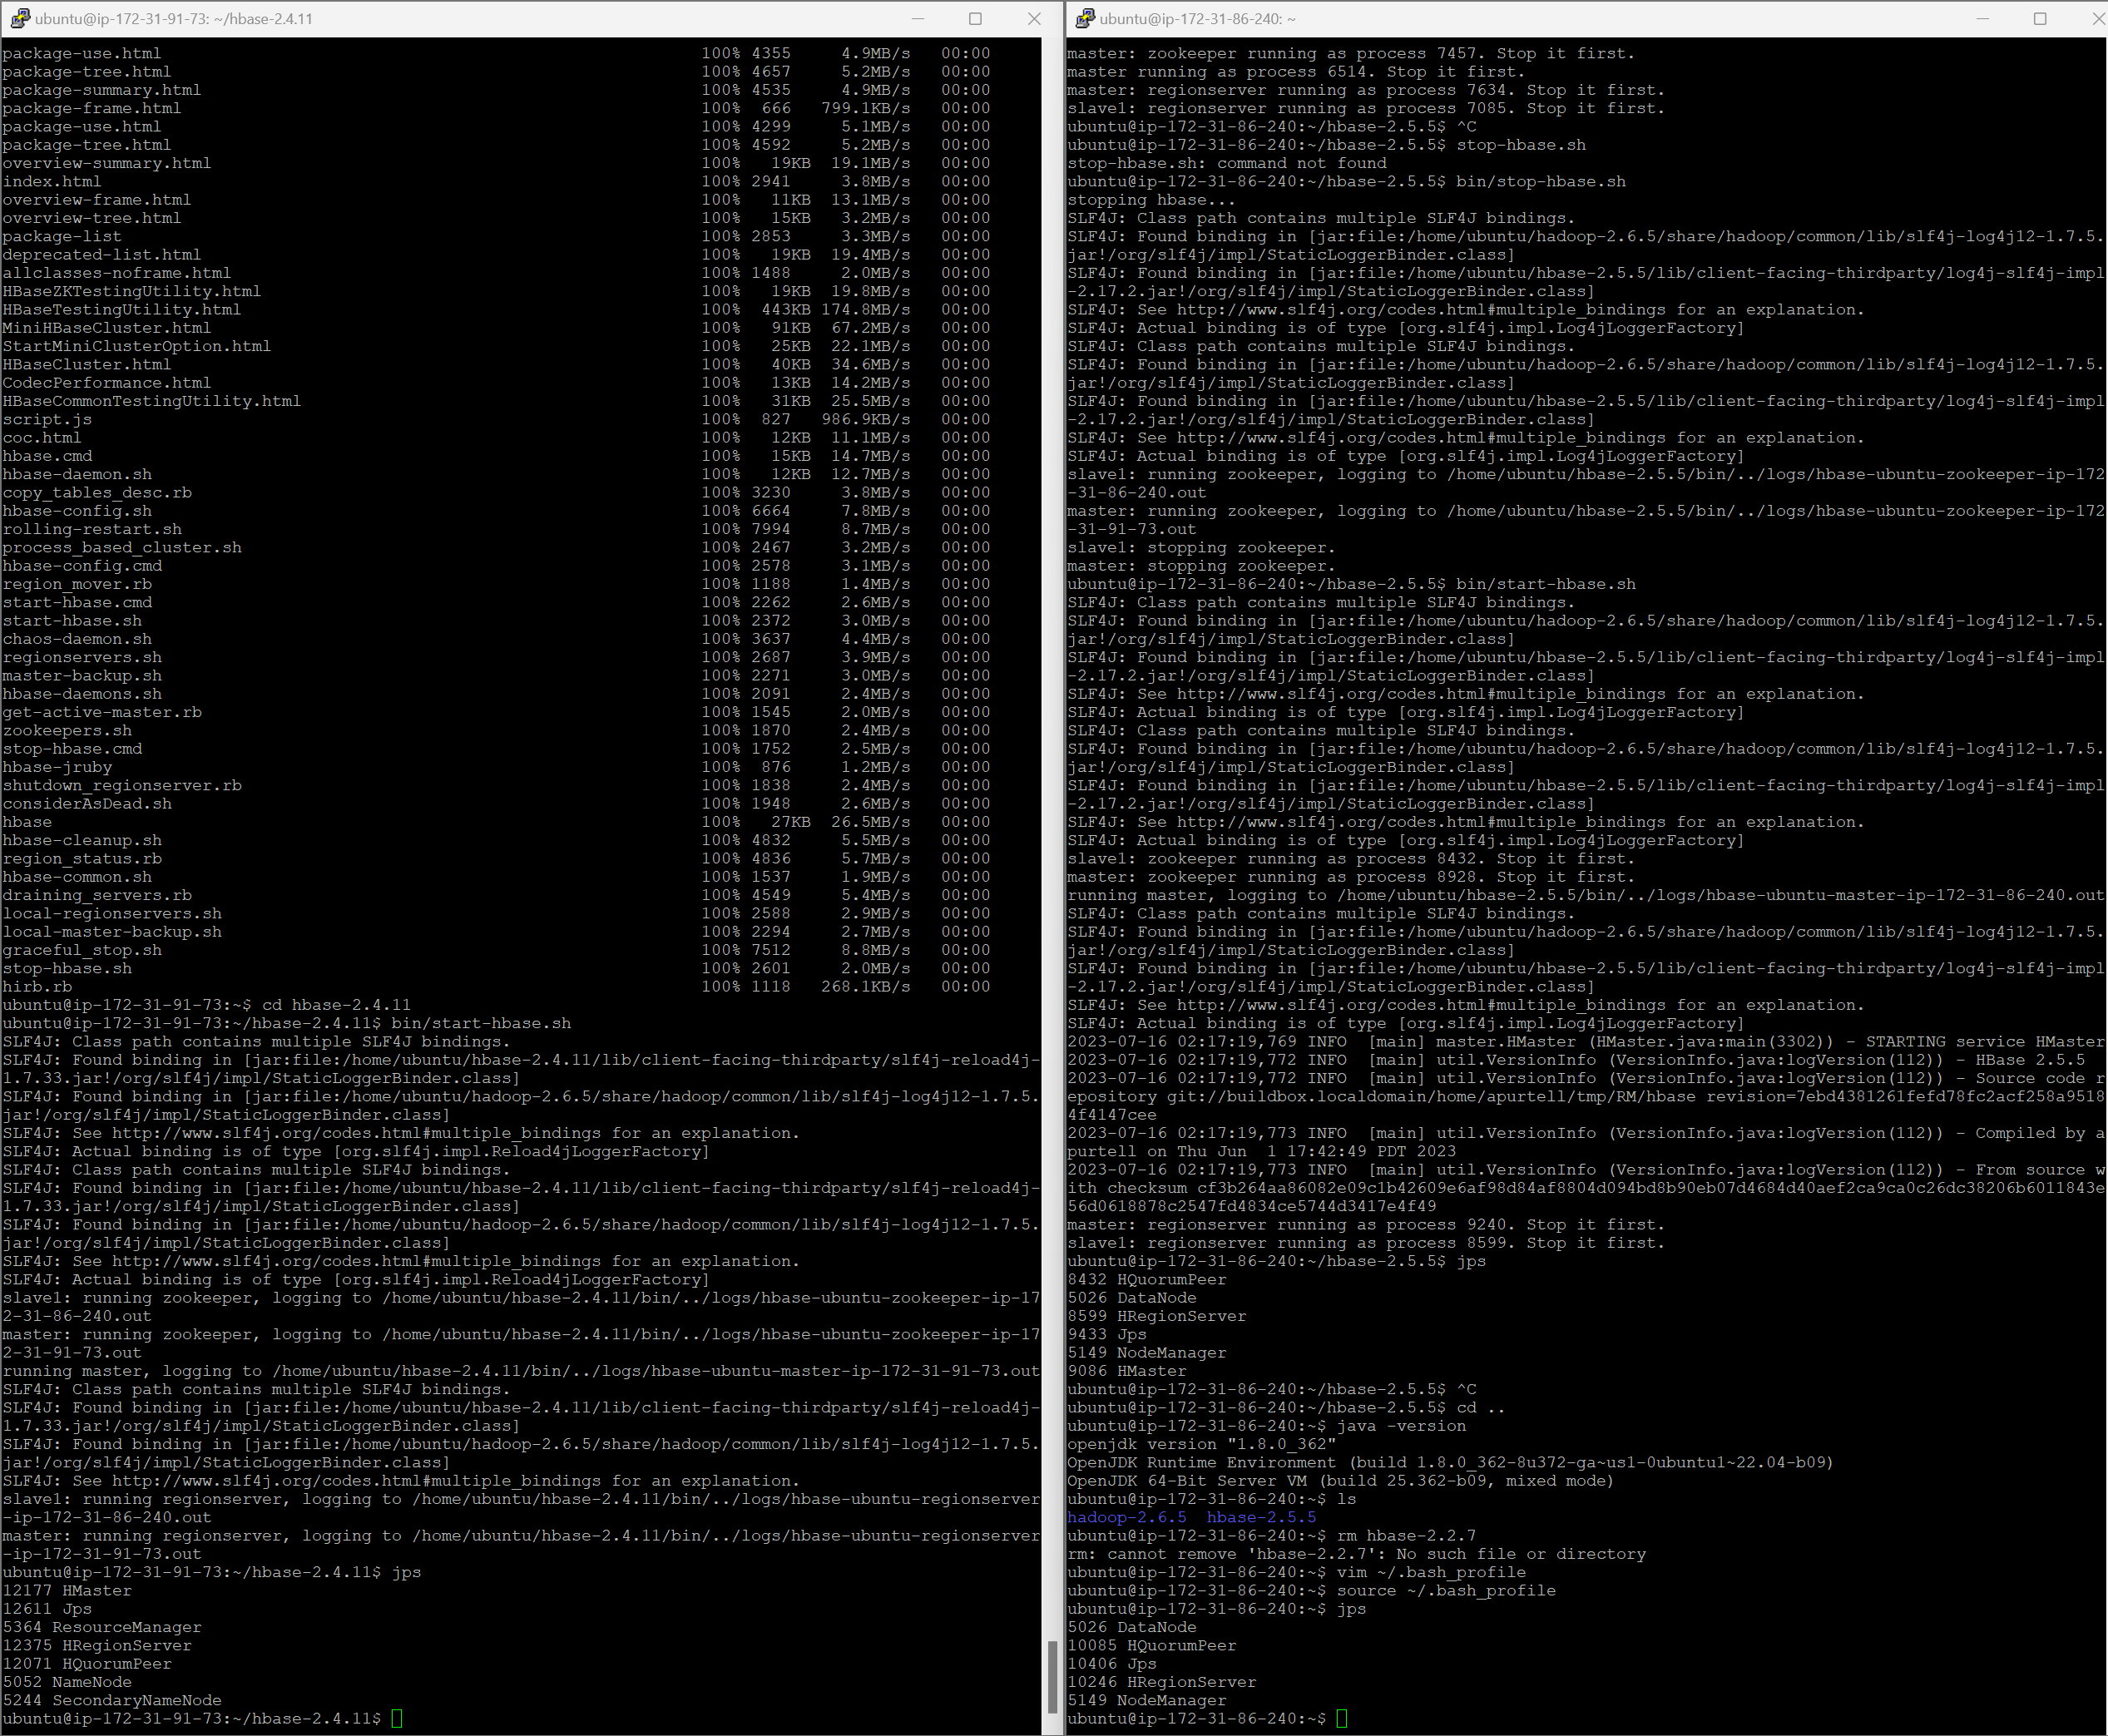 ubuntu@ip-172-31-91-73: ~/hbase-2.4.11
package-use.html 100% 4355 4.9MB/s 00:00
package-tree.html 100% 4657 5.2MB/s 00:00
package-summary.html 100% 4535 4.9MB/s 00:00
package-frame.html 100% 666 799.1KB/s 00:00
package-use.html 100% 4299 5.1MB/s 00:00
package-tree.html 100% 4592 5.2MB/s 00:00
overview-summary.html 100% 19KB 19.1MB/s 00:00
index.html 100% 2941 3.8MB/s 00:00
overview-frame.html 100% 11KB 13.1MB/s 00:00
overview-tree.html 100% 15KB 3.2MB/s 00:00
package-list 100% 2853 3.3MB/s 00:00
deprecated-list.html 100% 19KB 19.4MB/s 00:00
allclasses-noframe.html 100% 1488 2.0MB/s 00:00
HBaseZKTestingUtility.html 100% 19KB 19.8MB/s 00:00
HBaseTestingUtility.html 100% 443KB 174.8MB/s 00:00
MiniHBaseCluster.html 100% 91KB 67.2MB/s 00:00
StartMiniClusterOption.html 100% 25KB 22.1MB/s 00:00
HBaseCluster.html 100% 40KB 34.6MB/s 00:00
CodecPerformance.html 100% 13KB 14.2MB/s 00:00
HBaseCommonTestingUtility.html 100% 31KB 25.5MB/s 00:00
script.js 100% 827 986.9KB/s 00:00
coc.html 100% 12KB 11.1MB/s 00:00
hbase.cmd 100% 15KB 14.7MB/s 00:00
hbase-daemon.sh 100% 12KB 12.7MB/s 00:00
copy_tables_desc.rb 100% 3230 3.8MB/s 00:00
hbase-config.sh 100% 6664 7.8MB/s 00:00
rolling-restart.sh 100% 7994 8.7MB/s 00:00
process_based_cluster.sh 100% 2467 3.2MB/s 00:00
hbase-config.cmd 100% 2578 3.1MB/s 00:00
region_mover.rb 100% 1188 1.4MB/s 00:00
start-hbase.cmd 100% 2262 2.6MB/s 00:00
start-hbase.sh 100% 2372 3.0MB/s 00:00
chaos-daemon.sh 100% 3637 4.4MB/s 00:00
regionservers.sh 100% 2687 3.9MB/s 00:00
master-backup.sh 100% 2271 3.0MB/s 00:00
hbase-daemons.sh 100% 2091 2.4MB/s 00:00
get-active-master.rb 100% 1545 2.0MB/s 00:00
zookeepers.sh 100% 1870 2.4MB/s 00:00
stop-hbase.cmd 100% 1752 2.5MB/s 00:00
hbase-jruby 100% 876 1.2MB/s 00:00
shutdown_regionserver.rb 100% 1838 2.4MB/s 00:00
considerAsDead.sh 100% 1948 2.6MB/s 00:00
hbase 100% 27KB 26.5MB/s 00:00
hbase-cleanup.sh 100% 4832 5.5MB/s 00:00
region_status.rb 100% 4836 5.7MB/s 00:00
hbase-common.sh 100% 1537 1.9MB/s 00:00
draining_servers.rb 100% 4549 5.4MB/s 00:00
local-regionservers.sh 100% 2588 2.9MB/s 00:00
local-master-backup.sh 100% 2294 2.7MB/s 00:00
graceful_stop.sh 100% 7512 8.8MB/s 00:00
stop-hbase.sh 100% 2601 2.0MB/s 00:00
hirb.rb 100% 1118 268.1KB/s 00:00
ubuntu@ip-172-31-91-73:~$ cd hbase-2.4.11
ubuntu@ip-172-31-91-73:~/hbase-2.4.11$ bin/start-hbase.sh
SLF4J: Class path contains multiple SLF4J bindings.
SLF4J: Found binding in [jar:file:/home/ubuntu/hbase-2.4.11/lib/client-facing-thirdparty/slf4j-reload4j-
1.7.33.jar!/org/slf4j/impl/StaticLoggerBinder.class]
SLF4J: Found binding in [jar:file:/home/ubuntu/hadoop-2.6.5/share/hadoop/common/lib/slf4j-log4j12-1.7.5.
jar!/org/slf4j/impl/StaticLoggerBinder.class]
SLF4J: See http://www.slf4j.org/codes.html#multiple_bindings for an explanation.
SLF4J: Actual binding is of type [org.slf4j.impl.Reload4jLoggerFactory]
SLF4J: Class path contains multiple SLF4J bindings.
SLF4J: Found binding in [jar:file:/home/ubuntu/hbase-2.4.11/lib/client-facing-thirdparty/slf4j-reload4j-
1.7.33.jar!/org/slf4j/impl/StaticLoggerBinder.class]
SLF4J: Found binding in [jar:file:/home/ubuntu/hadoop-2.6.5/share/hadoop/common/lib/slf4j-log4j12-1.7.5.
jar!/org/slf4j/impl/StaticLoggerBinder.class]
SLF4J: See http://www.slf4j.org/codes.html#multiple_bindings for an explanation.
SLF4J: Actual binding is of type [org.slf4j.impl.Reload4jLoggerFactory]
slave1: running zookeeper, logging to /home/ubuntu/hbase-2.4.11/bin/../logs/hbase-ubuntu-zookeeper-ip-17
2-31-86-240.out
master: running zookeeper, logging to /home/ubuntu/hbase-2.4.11/bin/../logs/hbase-ubuntu-zookeeper-ip-17
2-31-91-73.out
running master, logging to /home/ubuntu/hbase-2.4.11/bin/../logs/hbase-ubuntu-master-ip-172-31-91-73.out
SLF4J: Class path contains multiple SLF4J bindings.
SLF4J: Found binding in [jar:file:/home/ubuntu/hbase-2.4.11/lib/client-facing-thirdparty/slf4j-reload4j-
1.7.33.jar!/org/slf4j/impl/StaticLoggerBinder.class]
SLF4J: Found binding in [jar:file:/home/ubuntu/hadoop-2.6.5/share/hadoop/common/lib/slf4j-log4j12-1.7.5.
jar!/org/slf4j/impl/StaticLoggerBinder.class]
SLF4J: See http://www.slf4j.org/codes.html#multiple_bindings for an explanation.
slave1: running regionserver, logging to /home/ubuntu/hbase-2.4.11/bin/../logs/hbase-ubuntu-regionserver
-ip-172-31-86-240.out
master: running regionserver, logging to /home/ubuntu/hbase-2.4.11/bin/../logs/hbase-ubuntu-regionserver
-ip-172-31-91-73.out
ubuntu@ip-172-31-91-73:~/hbase-2.4.11$ jps
12177 HMaster
12611 Jps
5364 ResourceManager
12375 HRegionServer
12071 HQuorumPeer
5052 NameNode
5244 SecondaryNameNode
ubuntu@ip-172-31-91-73:~/hbase-2.4.11$
ubuntu@ip-172-31-86-240: ~
master: zookeeper running as process 7457. Stop it first.
master running as process 6514. Stop it first.
master: regionserver running as process 7634. Stop it first.
slave1: regionserver running as process 7085. Stop it first.
ubuntu@ip-172-31-86-240:~/hbase-2.5.5$ ^C
ubuntu@ip-172-31-86-240:~/hbase-2.5.5$ stop-hbase.sh
stop-hbase.sh: command not found
ubuntu@ip-172-31-86-240:~/hbase-2.5.5$ bin/stop-hbase.sh
stopping hbase...
SLF4J: Class path contains multiple SLF4J bindings.
SLF4J: Found binding in [jar:file:/home/ubuntu/hadoop-2.6.5/share/hadoop/common/lib/slf4j-log4j12-1.7.5.
jar!/org/slf4j/impl/StaticLoggerBinder.class]
SLF4J: Found binding in [jar:file:/home/ubuntu/hbase-2.5.5/lib/client-facing-thirdparty/log4j-slf4j-impl
-2.17.2.jar!/org/slf4j/impl/StaticLoggerBinder.class]
SLF4J: See http://www.slf4j.org/codes.html#multiple_bindings for an explanation.
SLF4J: Actual binding is of type [org.slf4j.impl.Log4jLoggerFactory]
SLF4J: Class path contains multiple SLF4J bindings.
SLF4J: Found binding in [jar:file:/home/ubuntu/hadoop-2.6.5/share/hadoop/common/lib/slf4j-log4j12-1.7.5.
jar!/org/slf4j/impl/StaticLoggerBinder.class]
SLF4J: Found binding in [jar:file:/home/ubuntu/hbase-2.5.5/lib/client-facing-thirdparty/log4j-slf4j-impl
-2.17.2.jar!/org/slf4j/impl/StaticLoggerBinder.class]
SLF4J: See http://www.slf4j.org/codes.html#multiple_bindings for an explanation.
SLF4J: Actual binding is of type [org.slf4j.impl.Log4jLoggerFactory]
slave1: running zookeeper, logging to /home/ubuntu/hbase-2.5.5/bin/../logs/hbase-ubuntu-zookeeper-ip-172
-31-86-240.out
master: running zookeeper, logging to /home/ubuntu/hbase-2.5.5/bin/../logs/hbase-ubuntu-zookeeper-ip-172
-31-91-73.out
slave1: stopping zookeeper.
master: stopping zookeeper.
ubuntu@ip-172-31-86-240:~/hbase-2.5.5$ bin/start-hbase.sh
SLF4J: Class path contains multiple SLF4J bindings.
SLF4J: Found binding in [jar:file:/home/ubuntu/hadoop-2.6.5/share/hadoop/common/lib/slf4j-log4j12-1.7.5.
jar!/org/slf4j/impl/StaticLoggerBinder.class]
SLF4J: Found binding in [jar:file:/home/ubuntu/hbase-2.5.5/lib/client-facing-thirdparty/log4j-slf4j-impl
-2.17.2.jar!/org/slf4j/impl/StaticLoggerBinder.class]
SLF4J: See http://www.slf4j.org/codes.html#multiple_bindings for an explanation.
SLF4J: Actual binding is of type [org.slf4j.impl.Log4jLoggerFactory]
SLF4J: Class path contains multiple SLF4J bindings.
SLF4J: Found binding in [jar:file:/home/ubuntu/hadoop-2.6.5/share/hadoop/common/lib/slf4j-log4j12-1.7.5.
jar!/org/slf4j/impl/StaticLoggerBinder.class]
SLF4J: Found binding in [jar:file:/home/ubuntu/hbase-2.5.5/lib/client-facing-thirdparty/log4j-slf4j-impl
-2.17.2.jar!/org/slf4j/impl/StaticLoggerBinder.class]
SLF4J: See http://www.slf4j.org/codes.html#multiple_bindings for an explanation.
SLF4J: Actual binding is of type [org.slf4j.impl.Log4jLoggerFactory]
slave1: zookeeper running as process 8432. Stop it first.
master: zookeeper running as process 8928. Stop it first.
running master, logging to /home/ubuntu/hbase-2.5.5/bin/../logs/hbase-ubuntu-master-ip-172-31-86-240.out
SLF4J: Class path contains multiple SLF4J bindings.
SLF4J: Found binding in [jar:file:/home/ubuntu/hadoop-2.6.5/share/hadoop/common/lib/slf4j-log4j12-1.7.5.
jar!/org/slf4j/impl/StaticLoggerBinder.class]
SLF4J: Found binding in [jar:file:/home/ubuntu/hbase-2.5.5/lib/client-facing-thirdparty/log4j-slf4j-impl
-2.17.2.jar!/org/slf4j/impl/StaticLoggerBinder.class]
SLF4J: See http://www.slf4j.org/codes.html#multiple_bindings for an explanation.
SLF4J: Actual binding is of type [org.slf4j.impl.Log4jLoggerFactory]
2023-07-16 02:17:19,769 INFO  [main] master.HMaster (HMaster.java:main(3302)) - STARTING service HMaster
2023-07-16 02:17:19,772 INFO  [main] util.VersionInfo (VersionInfo.java:logVersion(112)) - HBase 2.5.5
2023-07-16 02:17:19,772 INFO  [main] util.VersionInfo (VersionInfo.java:logVersion(112)) - Source code r
epository git://buildbox.localdomain/home/apurtell/tmp/RM/hbase revision=7ebd4381261fefd78fc2acf258a9518
4f4147cee
2023-07-16 02:17:19,773 INFO  [main] util.VersionInfo (VersionInfo.java:logVersion(112)) - Compiled by a
purtell on Thu Jun  1 17:42:49 PDT 2023
2023-07-16 02:17:19,773 INFO  [main] util.VersionInfo (VersionInfo.java:logVersion(112)) - From source w
ith checksum cf3b264aa86082e09c1b42609e6af98d84af8804d094bd8b90eb07d4684d40aef2ca9ca0c26dc38206b6011843e
56d0618878c2547fd4834ce5744d3417e4f49
master: regionserver running as process 9240. Stop it first.
slave1: regionserver running as process 8599. Stop it first.
ubuntu@ip-172-31-86-240:~/hbase-2.5.5$ jps
8432 HQuorumPeer
5026 DataNode
8599 HRegionServer
9433 Jps
5149 NodeManager
9086 HMaster
ubuntu@ip-172-31-86-240:~/hbase-2.5.5$ ^C
ubuntu@ip-172-31-86-240:~/hbase-2.5.5$ cd ..
ubuntu@ip-172-31-86-240:~$ java -version
openjdk version "1.8.0_362"
OpenJDK Runtime Environment (build 1.8.0_362-8u372-ga~us1-0ubuntu1~22.04-b09)
OpenJDK 64-Bit Server VM (build 25.362-b09, mixed mode)
ubuntu@ip-172-31-86-240:~$ ls
hadoop-2.6.5  hbase-2.5.5
ubuntu@ip-172-31-86-240:~$ rm hbase-2.2.7
rm: cannot remove 'hbase-2.2.7': No such file or directory
ubuntu@ip-172-31-86-240:~$ vim ~/.bash_profile
ubuntu@ip-172-31-86-240:~$ source ~/.bash_profile
ubuntu@ip-172-31-86-240:~$ jps
5026 DataNode
10085 HQuorumPeer
10406 Jps
10246 HRegionServer
5149 NodeManager
ubuntu@ip-172-31-86-240:~$